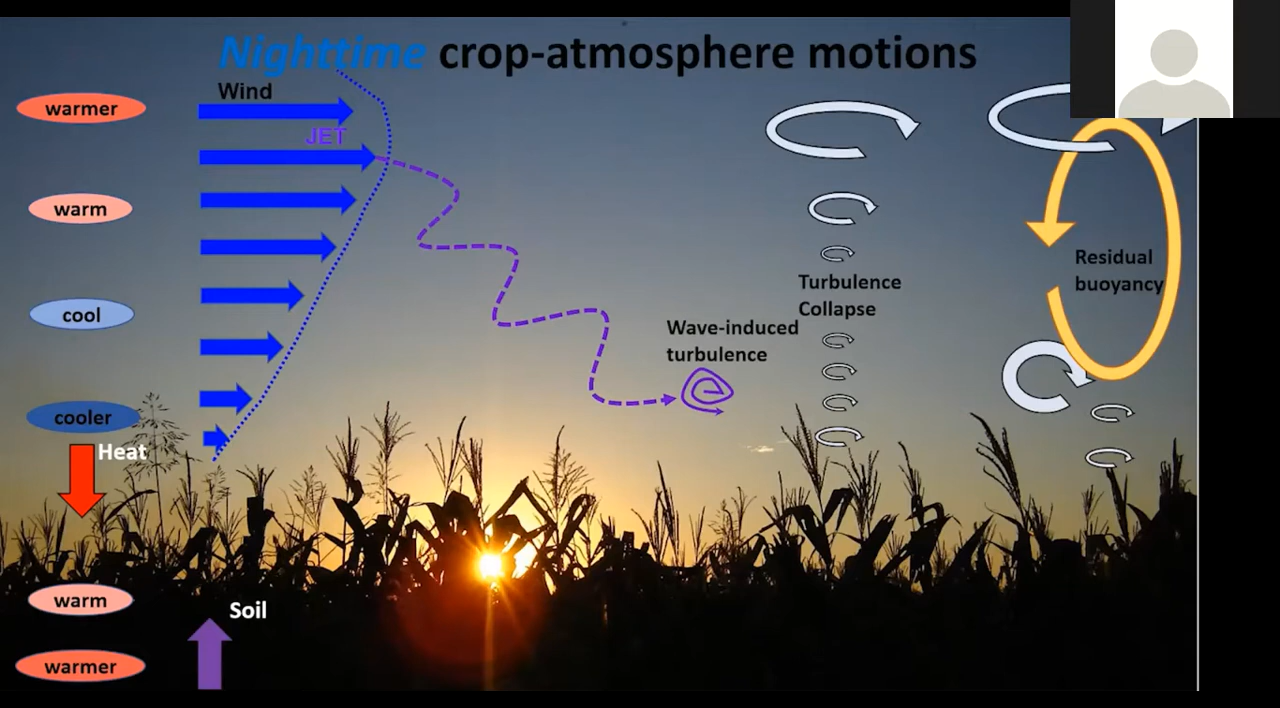 Nighttime crop-atmosphere motions
warmer
Wind
JET
warm
cool
cooler
Heat
Wave-induced
turbulence
Turbulence
Collapse
Residual
buoyancy
warm
Soil
warmer